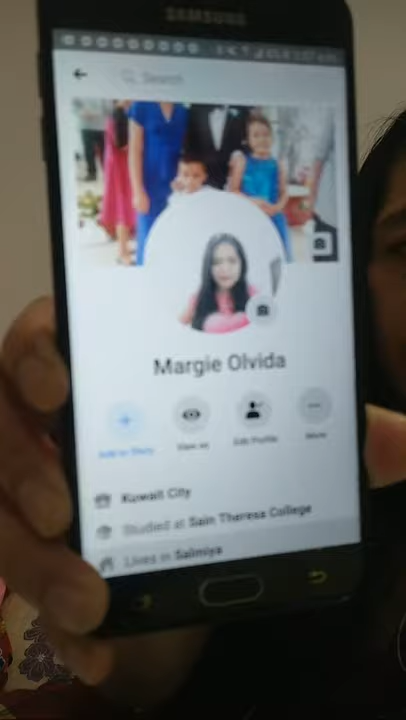 SAMSUNG
Search
Margie Olvida
Add to Story
View as
Edit Profile
More
Kuwait City
Studied at Sain Theresa College
Lives in Salmiya